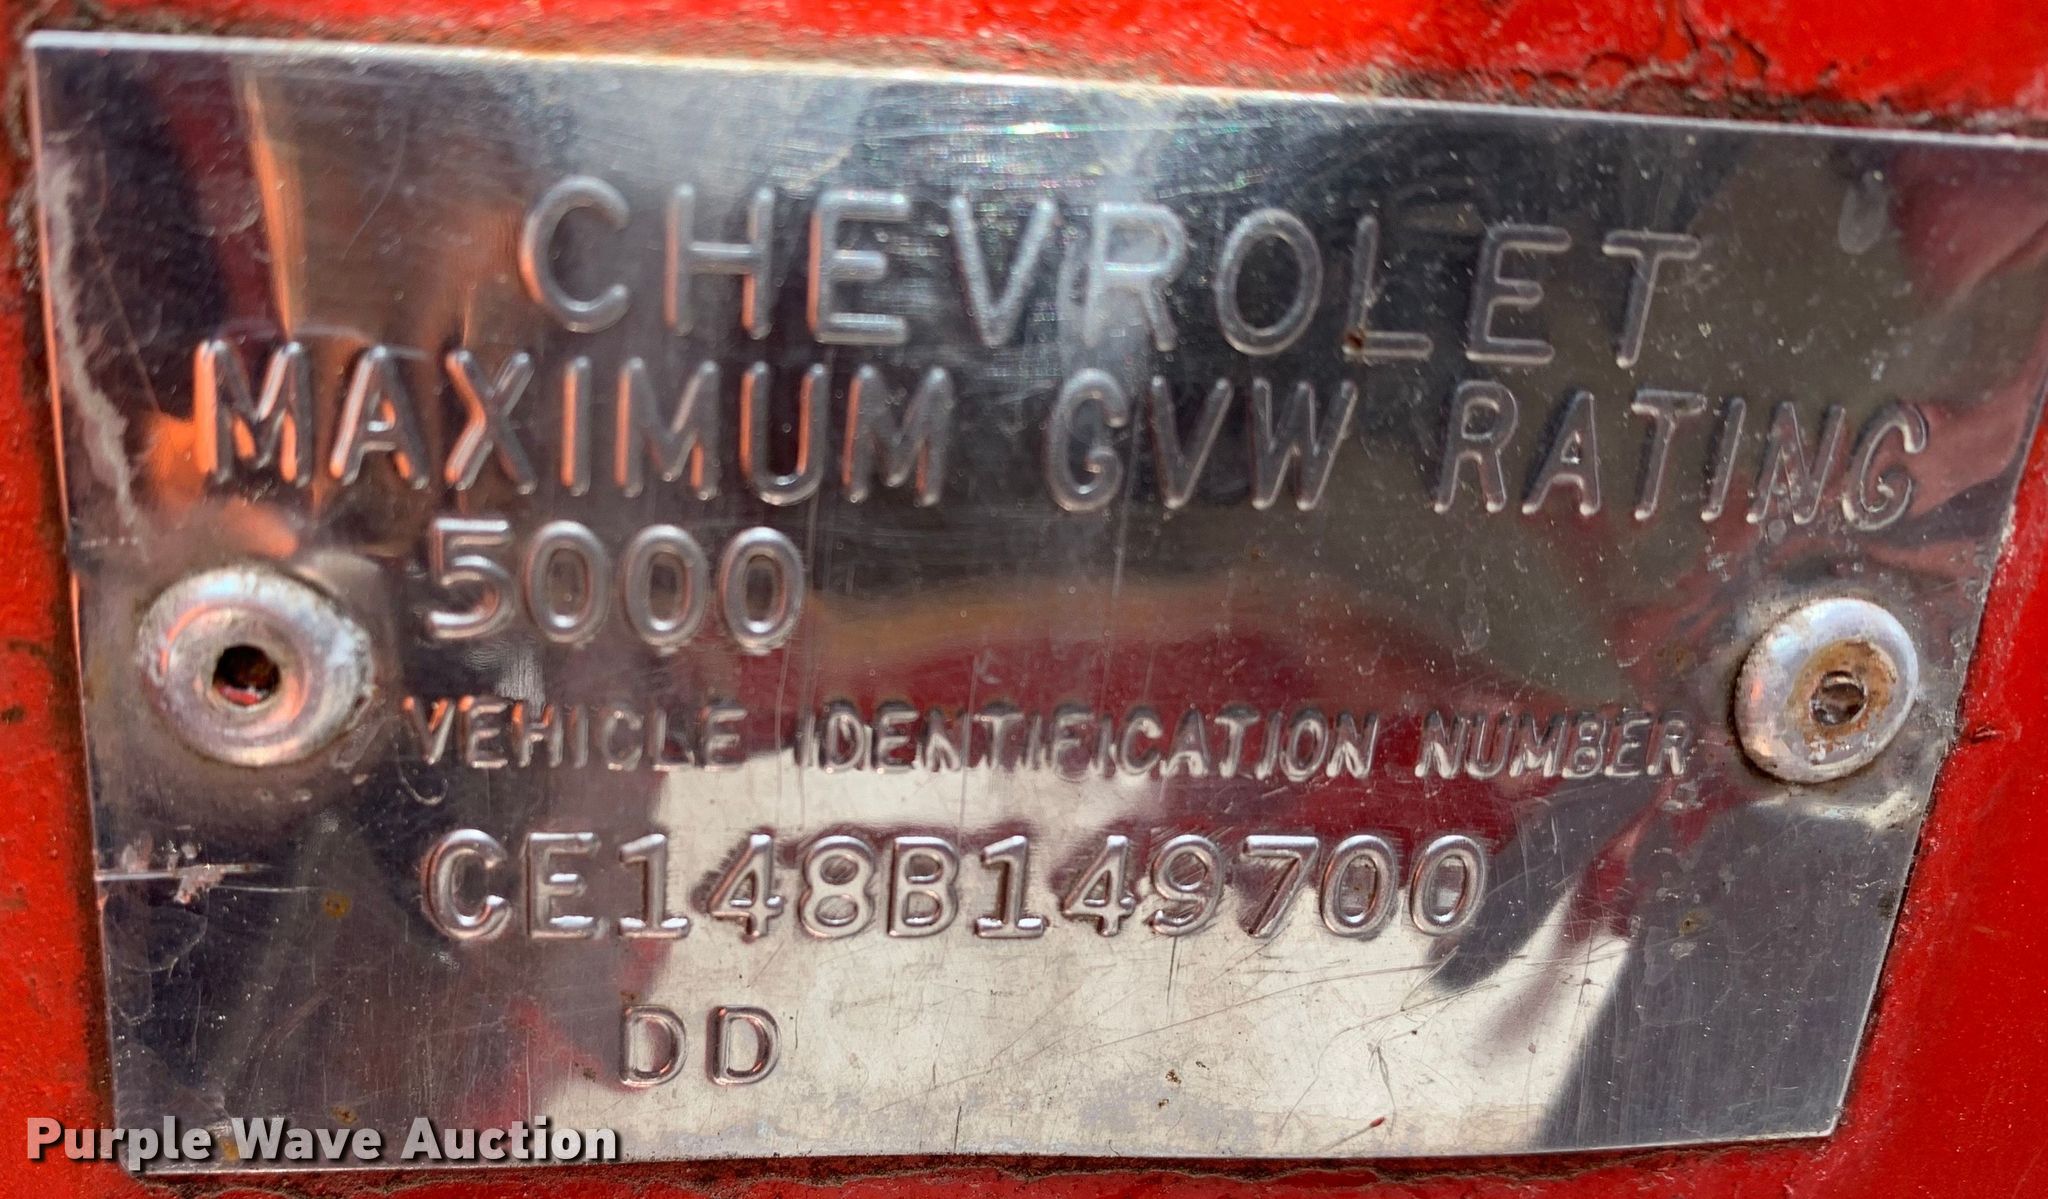 CHEVROLET
MAXIMUM GVW RATING
5000
VEHICLE IDENTIFICATION NUMBER
CE148B149700
DD
Purple Wave Auction